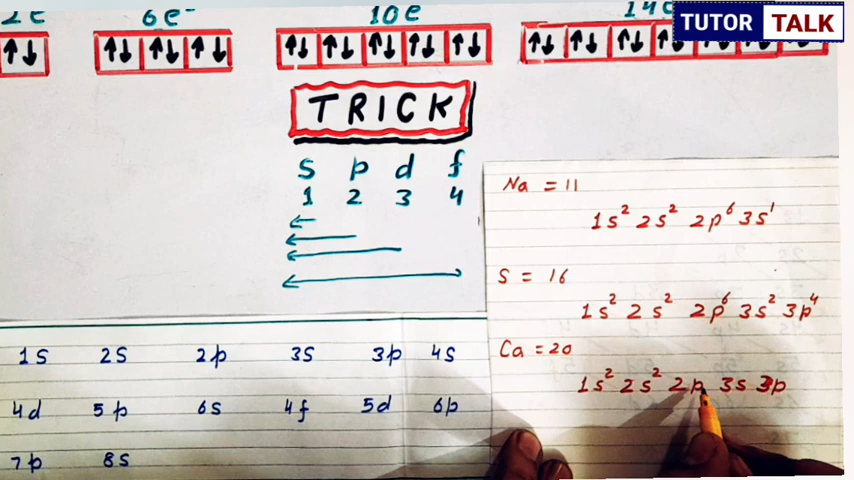 2e 6e⁻ 10e 14e
TUTOR TALK
TRICK
s p d f
1 2 3 4
Na = 11
1s² 2s² 2p⁶ 3s¹
S = 16
1s² 2s² 2p⁶ 3s² 3p⁴
Ca = 20
1s² 2s² 2p 3s 3p
1s 2s 2p 3s 3p 4s
4d 5p 6s 4f 5d 6p
7p 8s